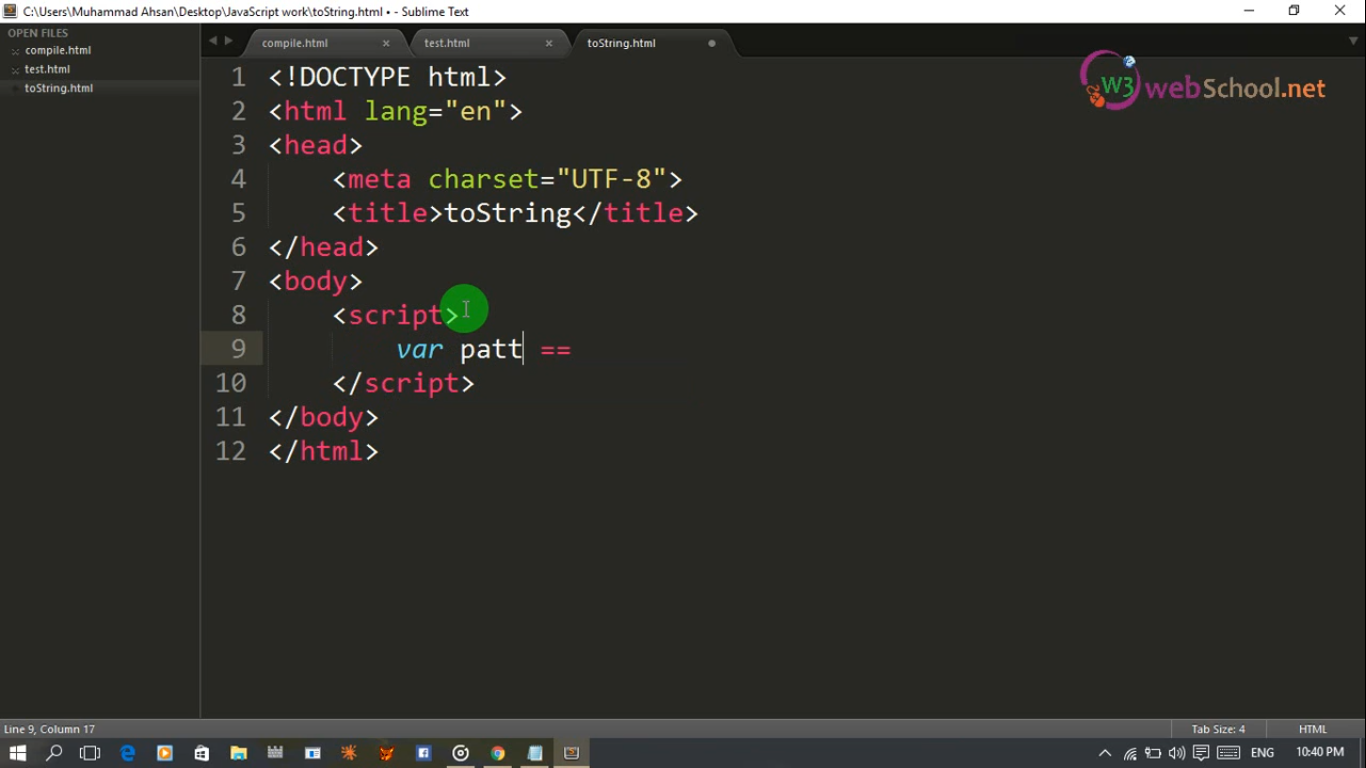 C:\Users\Muhammad Ahsan\Desktop\JavaScript work\toString.html • - Sublime Text
OPEN FILES
compile.html
test.html
toString.html
compile.html × test.html × toString.html
W3 webSchool.net
1 <!DOCTYPE html>
2 <html lang="en">
3 <head>
4 <meta charset="UTF-8">
5 <title>toString</title>
6 </head>
7 <body>
8 <script>
9 var patt ==
10 </script>
11 </body>
12 </html>
Line 9, Column 17 Tab Size: 4 HTML
ENG 10:40 PM